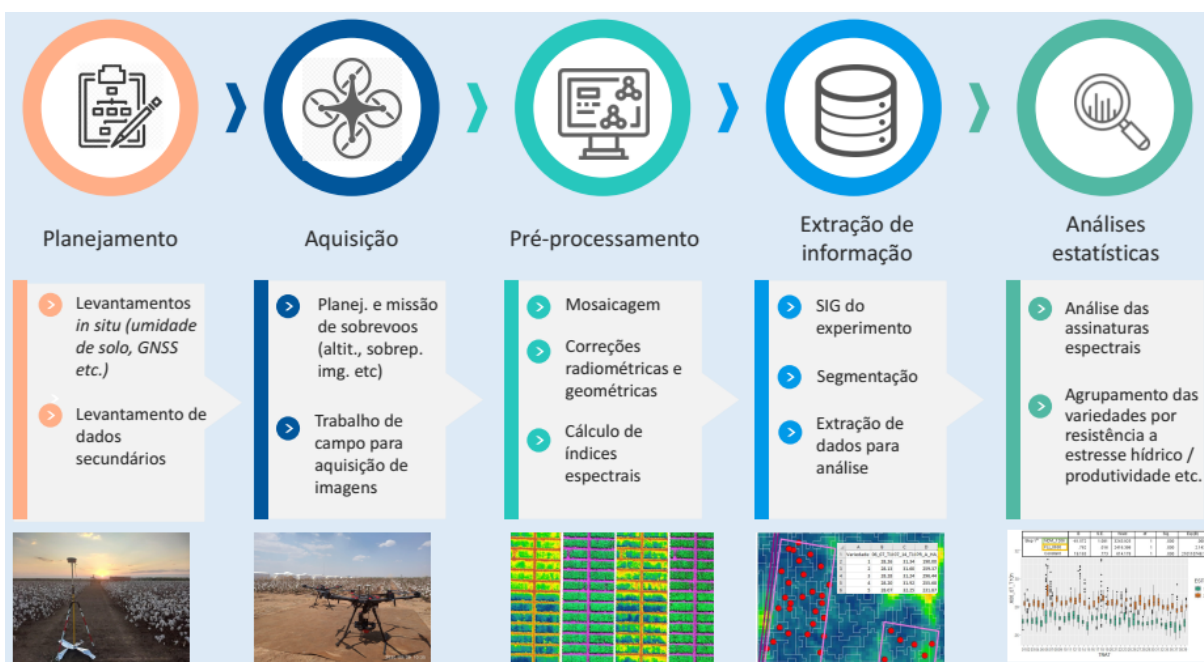 Planejamento
Aquisição
Pré-processamento
Extração de
informação
Análises
estatísticas
Levantamentos
in situ (umidade
de solo, GNSS
etc.)
Levantamento de
dados
secundários
Planej. e missão
de sobrevoos
(altit., sobrep.
img. etc)
Trabalho de
campo para
aquisição de
imagens
Mosaicagem
Correções
radiométricas e
geométricas
Cálculo de
índices
espectrais
SIG do
experimento
Segmentação
Extração de
dados para
análise
Análise das
assinaturas
espectrais
Agrupamento das
variedades por
resistência a
estresse hídrico /
produtividade etc.
A B C D
Variedade